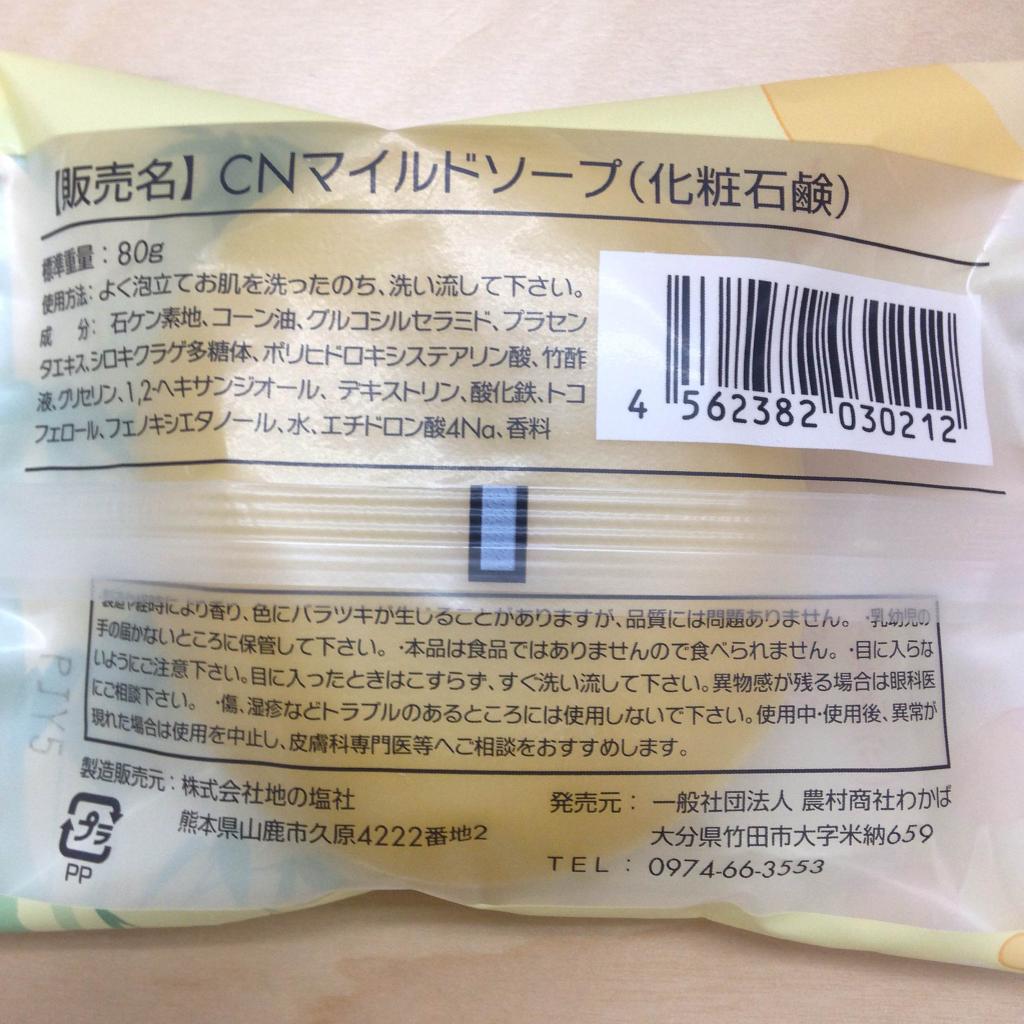 【販売名】CNマイルドソープ(化粧石鹸)
標準重量：80g
使用方法：よく泡立てお肌を洗ったのち、洗い流して下さい。
成　分：石ケン素地、コーン油、グルコシルセラミド、プラセン
タエキス、シロキクラゲ多糖体、ポリヒドロキシステアリン酸、竹酢
液、グリセリン、1,2-ヘキサンジオール、デキストリン、酸化鉄、トコ
フェロール、フェノキシエタノール、水、エチドロン酸4Na、香料
4 562382 030212
製造や経時により香り、色にバラツキが生じることがありますが、品質には問題ありません。・乳幼児の
手の届かないところに保管して下さい。・本品は食品ではありませんので食べられません。・目に入らな
いようにご注意下さい。目に入ったときはこすらず、すぐ洗い流して下さい。異物感が残る場合は眼科医
にご相談下さい。・傷、湿疹などトラブルのあるところには使用しないで下さい。使用中・使用後、異常が
現れた場合は使用を中止し、皮膚科専門医等へご相談をおすすめします。
製造販売元：株式会社地の塩社
熊本県山鹿市久原4222番地2
プラ
PP
発売元：一般社団法人 農村商社わかば
大分県竹田市大字米納659
TEL：0974-66-3553